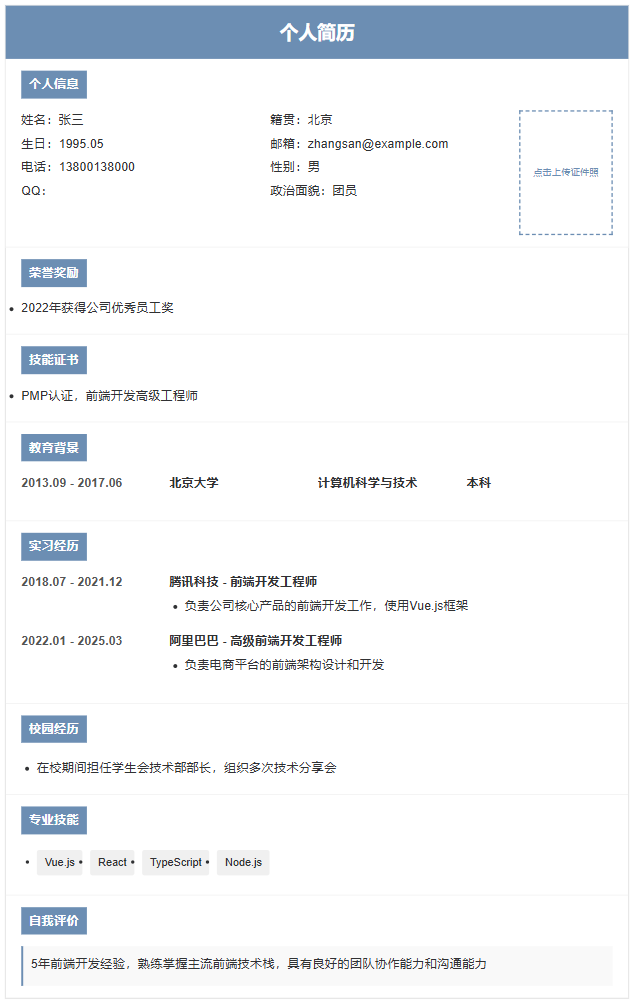 个人简历
个人信息
姓名：张三
籍贯：北京
生日：1995.05
邮箱：zhangsan@example.com
电话：13800138000
性别：男
QQ：
政治面貌：团员
点击上传证件照
荣誉奖励
• 2022年获得公司优秀员工奖
技能证书
• PMP认证，前端开发高级工程师
教育背景
2013.09 - 2017.06 北京大学 计算机科学与技术 本科
实习经历
2018.07 - 2021.12 腾讯科技 - 前端开发工程师
• 负责公司核心产品的前端开发工作，使用Vue.js框架
2022.01 - 2025.03 阿里巴巴 - 高级前端开发工程师
• 负责电商平台的前端架构设计和开发
校园经历
• 在校期间担任学生会技术部部长，组织多次技术分享会
专业技能
• Vue.js • React • TypeScript • Node.js
自我评价
5年前端开发经验，熟练掌握主流前端技术栈，具有良好的团队协作能力和沟通能力